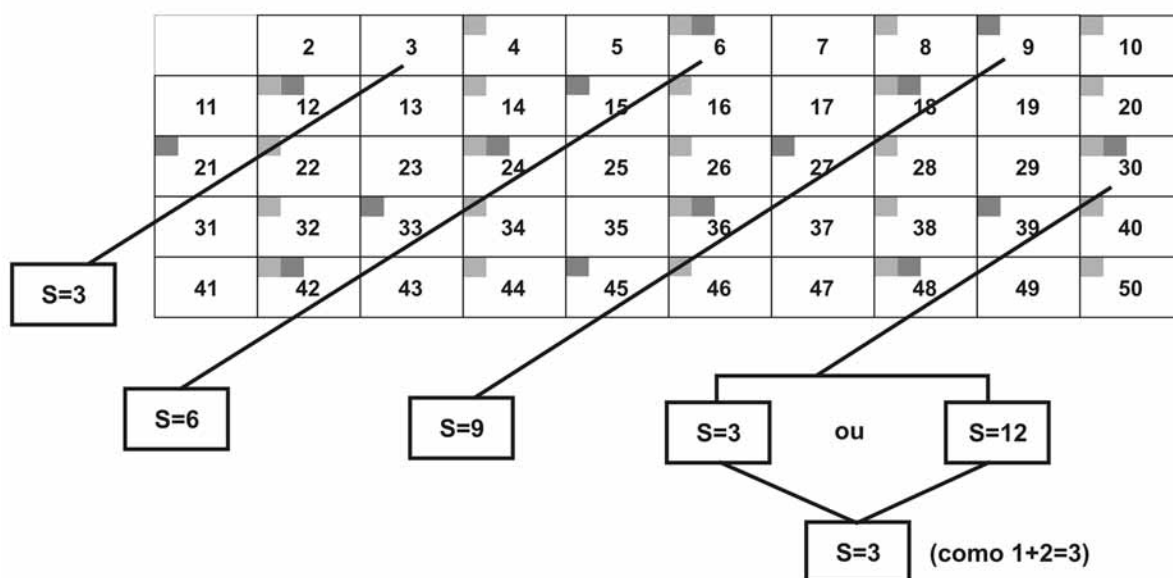 2 3 4 5 6 7 8 9 10
11 12 13 14 15 16 17 18 19 20
21 22 23 24 25 26 27 28 29 30
31 32 33 34 35 36 37 38 39 40
41 42 43 44 45 46 47 48 49 50
S=3
S=6
S=9
S=3 ou S=12
S=3 (como 1+2=3)